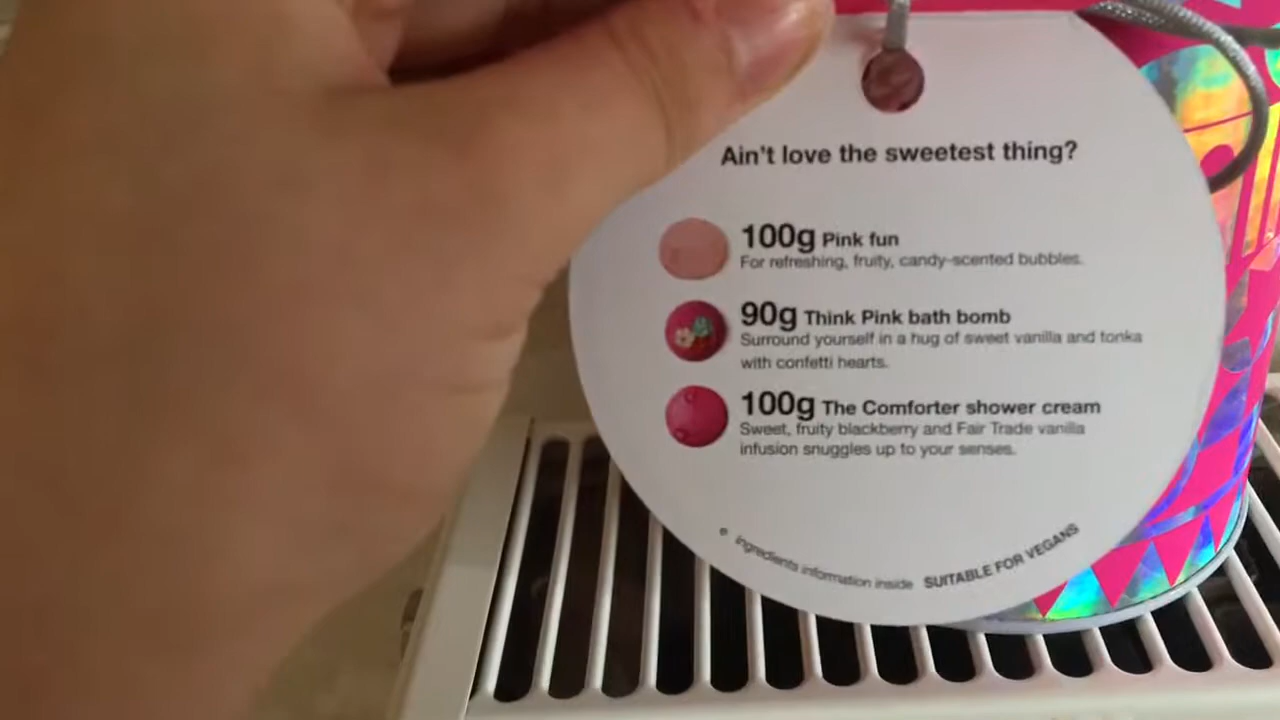 Ain't love the sweetest thing?
100g Pink fun
For refreshing, fruity, candy-scented bubbles.
90g Think Pink bath bomb
Surround yourself in a hug of sweet vanilla and tonka
with confetti hearts.
100g The Comforter shower cream
Sweet, fruity blackberry and Fair Trade vanilla
infusion snuggles up to your senses.
e ingredients information inside SUITABLE FOR VEGANS